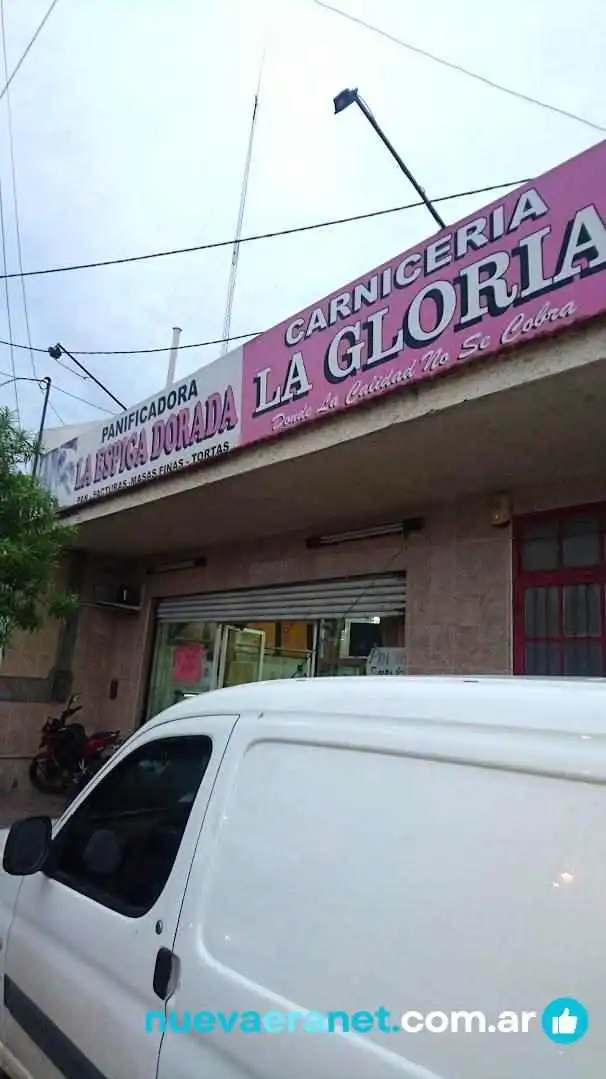 PANIFICADORA
LA ESPIGA DORADA
PAN - FACTURAS - MASAS FINAS - TORTAS
CARNICERIA
LA GLORIA
Donde La Calidad No Se Cobra
PAN
nuevaeranet.com.ar